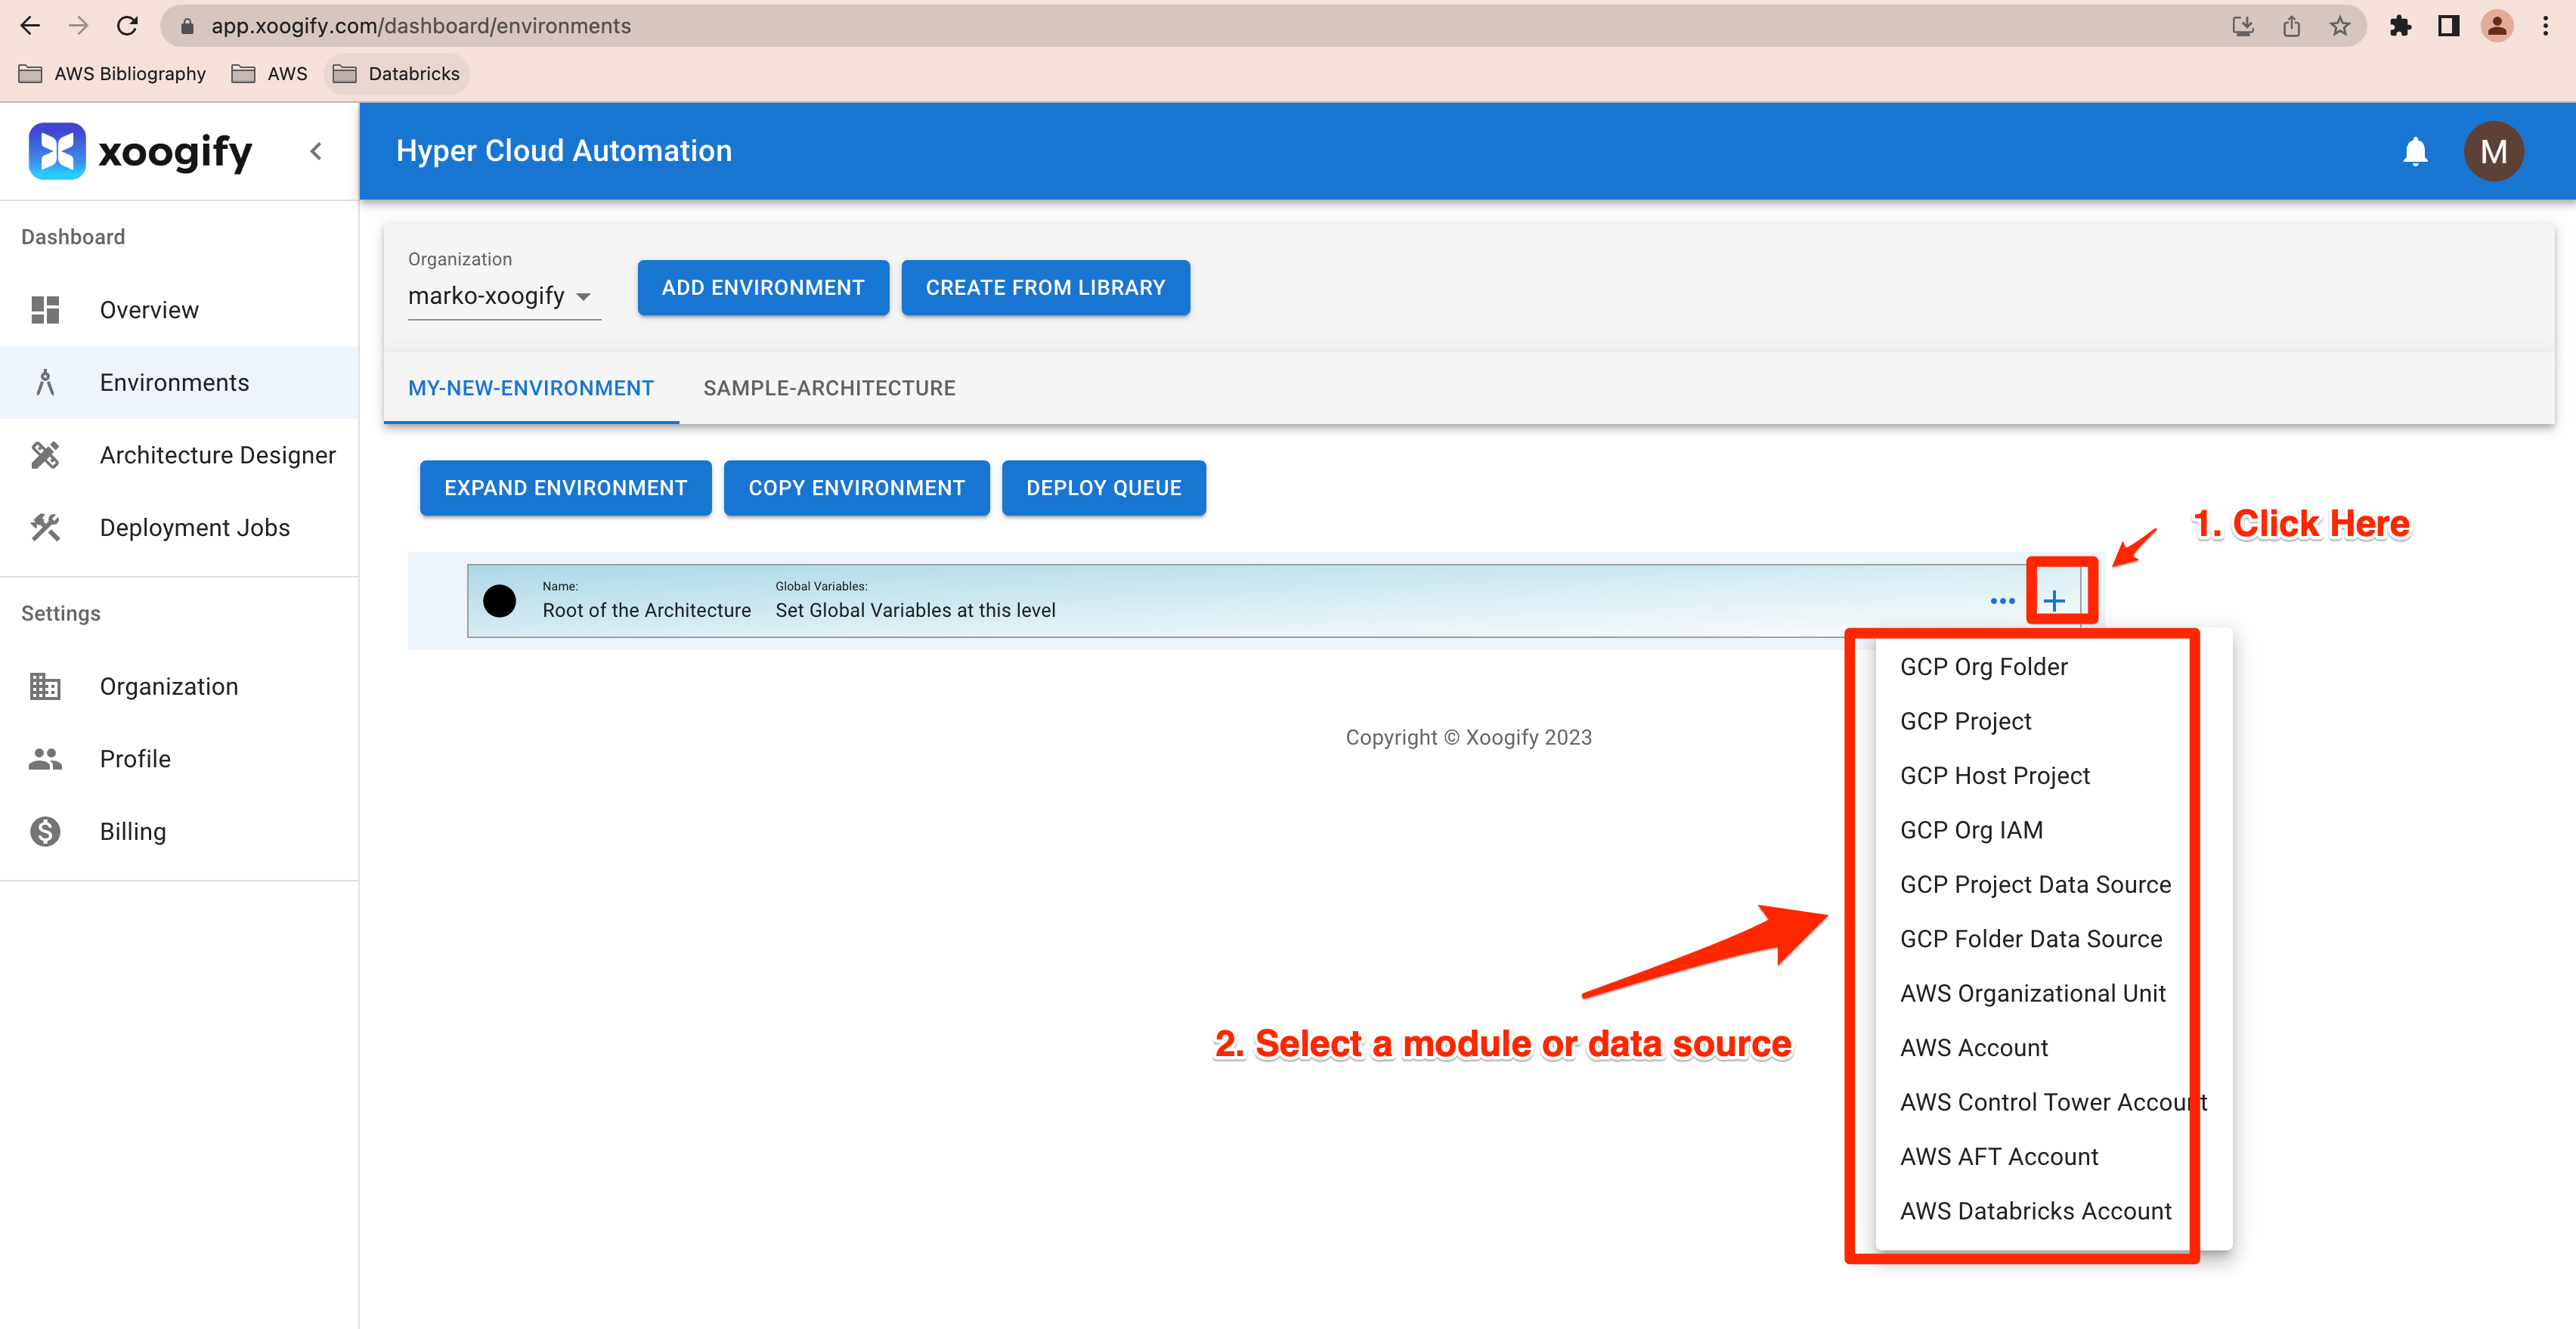 app.xoogify.com/dashboard/environments
AWS Bibliography
AWS
Databricks
xoogify
Hyper Cloud Automation
M
Dashboard
Overview
Environments
Architecture Designer
Deployment Jobs
Settings
Organization
Profile
Billing
Organization
marko-xoogify
ADD ENVIRONMENT
CREATE FROM LIBRARY
MY-NEW-ENVIRONMENT
SAMPLE-ARCHITECTURE
EXPAND ENVIRONMENT
COPY ENVIRONMENT
DEPLOY QUEUE
1. Click Here
Name:
Root of the Architecture
Global Variables:
Set Global Variables at this level
GCP Org Folder
GCP Project
GCP Host Project
GCP Org IAM
GCP Project Data Source
GCP Folder Data Source
AWS Organizational Unit
AWS Account
AWS Control Tower Account
AWS AFT Account
AWS Databricks Account
Copyright © Xoogify 2023
2. Select a module or data source